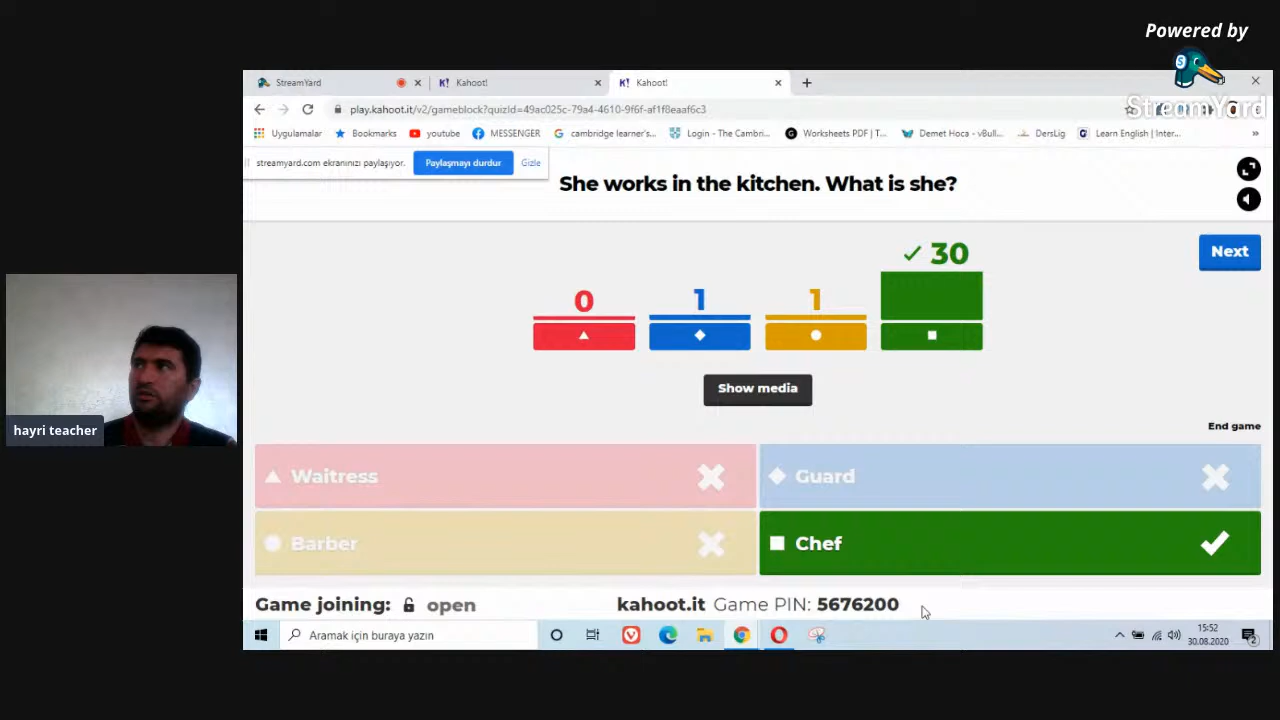 Powered by
StreamYard
StreamYard
Kahoot!
Kahoot!
play.kahoot.it/v2/gameblock?quizId=49ac025c-79a4-4610-9f6f-af1f8eaaf6c3
Uygulamalar
Bookmarks
youtube
MESSENGER
cambridge learner's...
Login - The Cambri...
Worksheets PDF | T...
Demet Hoca - vBull...
DersLig
Learn English | Inter...
streamyard.com ekranınızı paylaşıyor.
Paylaşmayı durdur
Gizle
She works in the kitchen. What is she?
Next
0
1
1
30
Show media
End game
hayri teacher
Waitress
Guard
Barber
Chef
Game joining: open
kahoot.it Game PIN: 5676200
Aramak için buraya yazın
15:52
30.08.2020
2